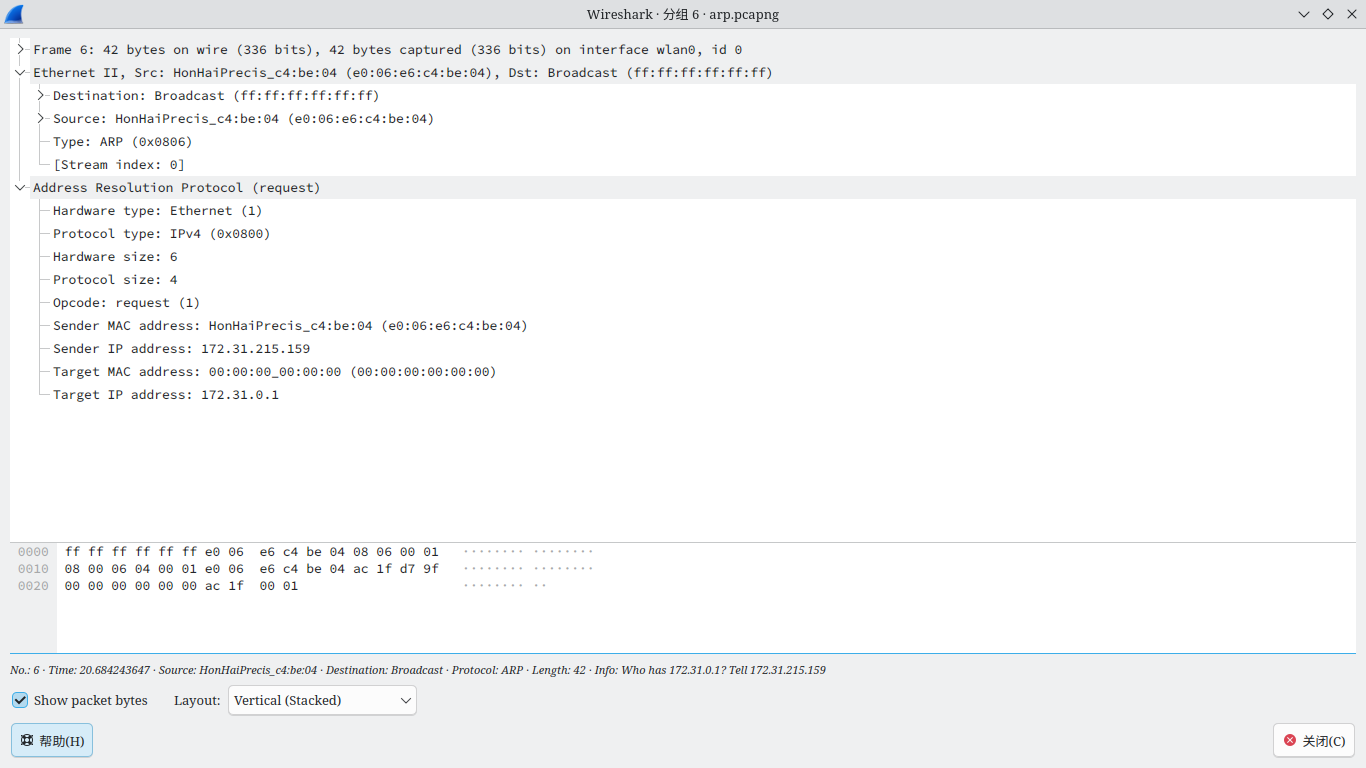 Wireshark · 分组 6 · arp.pcapng
Frame 6: 42 bytes on wire (336 bits), 42 bytes captured (336 bits) on interface wlan0, id 0
Ethernet II, Src: HonHaiPrecis_c4:be:04 (e0:06:e6:c4:be:04), Dst: Broadcast (ff:ff:ff:ff:ff:ff)
Destination: Broadcast (ff:ff:ff:ff:ff:ff)
Source: HonHaiPrecis_c4:be:04 (e0:06:e6:c4:be:04)
Type: ARP (0x0806)
[Stream index: 0]
Address Resolution Protocol (request)
Hardware type: Ethernet (1)
Protocol type: IPv4 (0x0800)
Hardware size: 6
Protocol size: 4
Opcode: request (1)
Sender MAC address: HonHaiPrecis_c4:be:04 (e0:06:e6:c4:be:04)
Sender IP address: 172.31.215.159
Target MAC address: 00:00:00_00:00:00 (00:00:00:00:00:00)
Target IP address: 172.31.0.1
0000 ff ff ff ff ff ff e0 06 e6 c4 be 04 08 06 00 01 ········ ········
0010 08 00 06 04 00 01 e0 06 e6 c4 be 04 ac 1f d7 9f ········ ········
0020 00 00 00 00 00 00 ac 1f 00 01 ········ ··
No.: 6 · Time: 20.684243647 · Source: HonHaiPrecis_c4:be:04 · Destination: Broadcast · Protocol: ARP · Length: 42 · Info: Who has 172.31.0.1? Tell 172.31.215.159
Show packet bytes Layout: Vertical (Stacked)
帮助(H) 关闭(C)